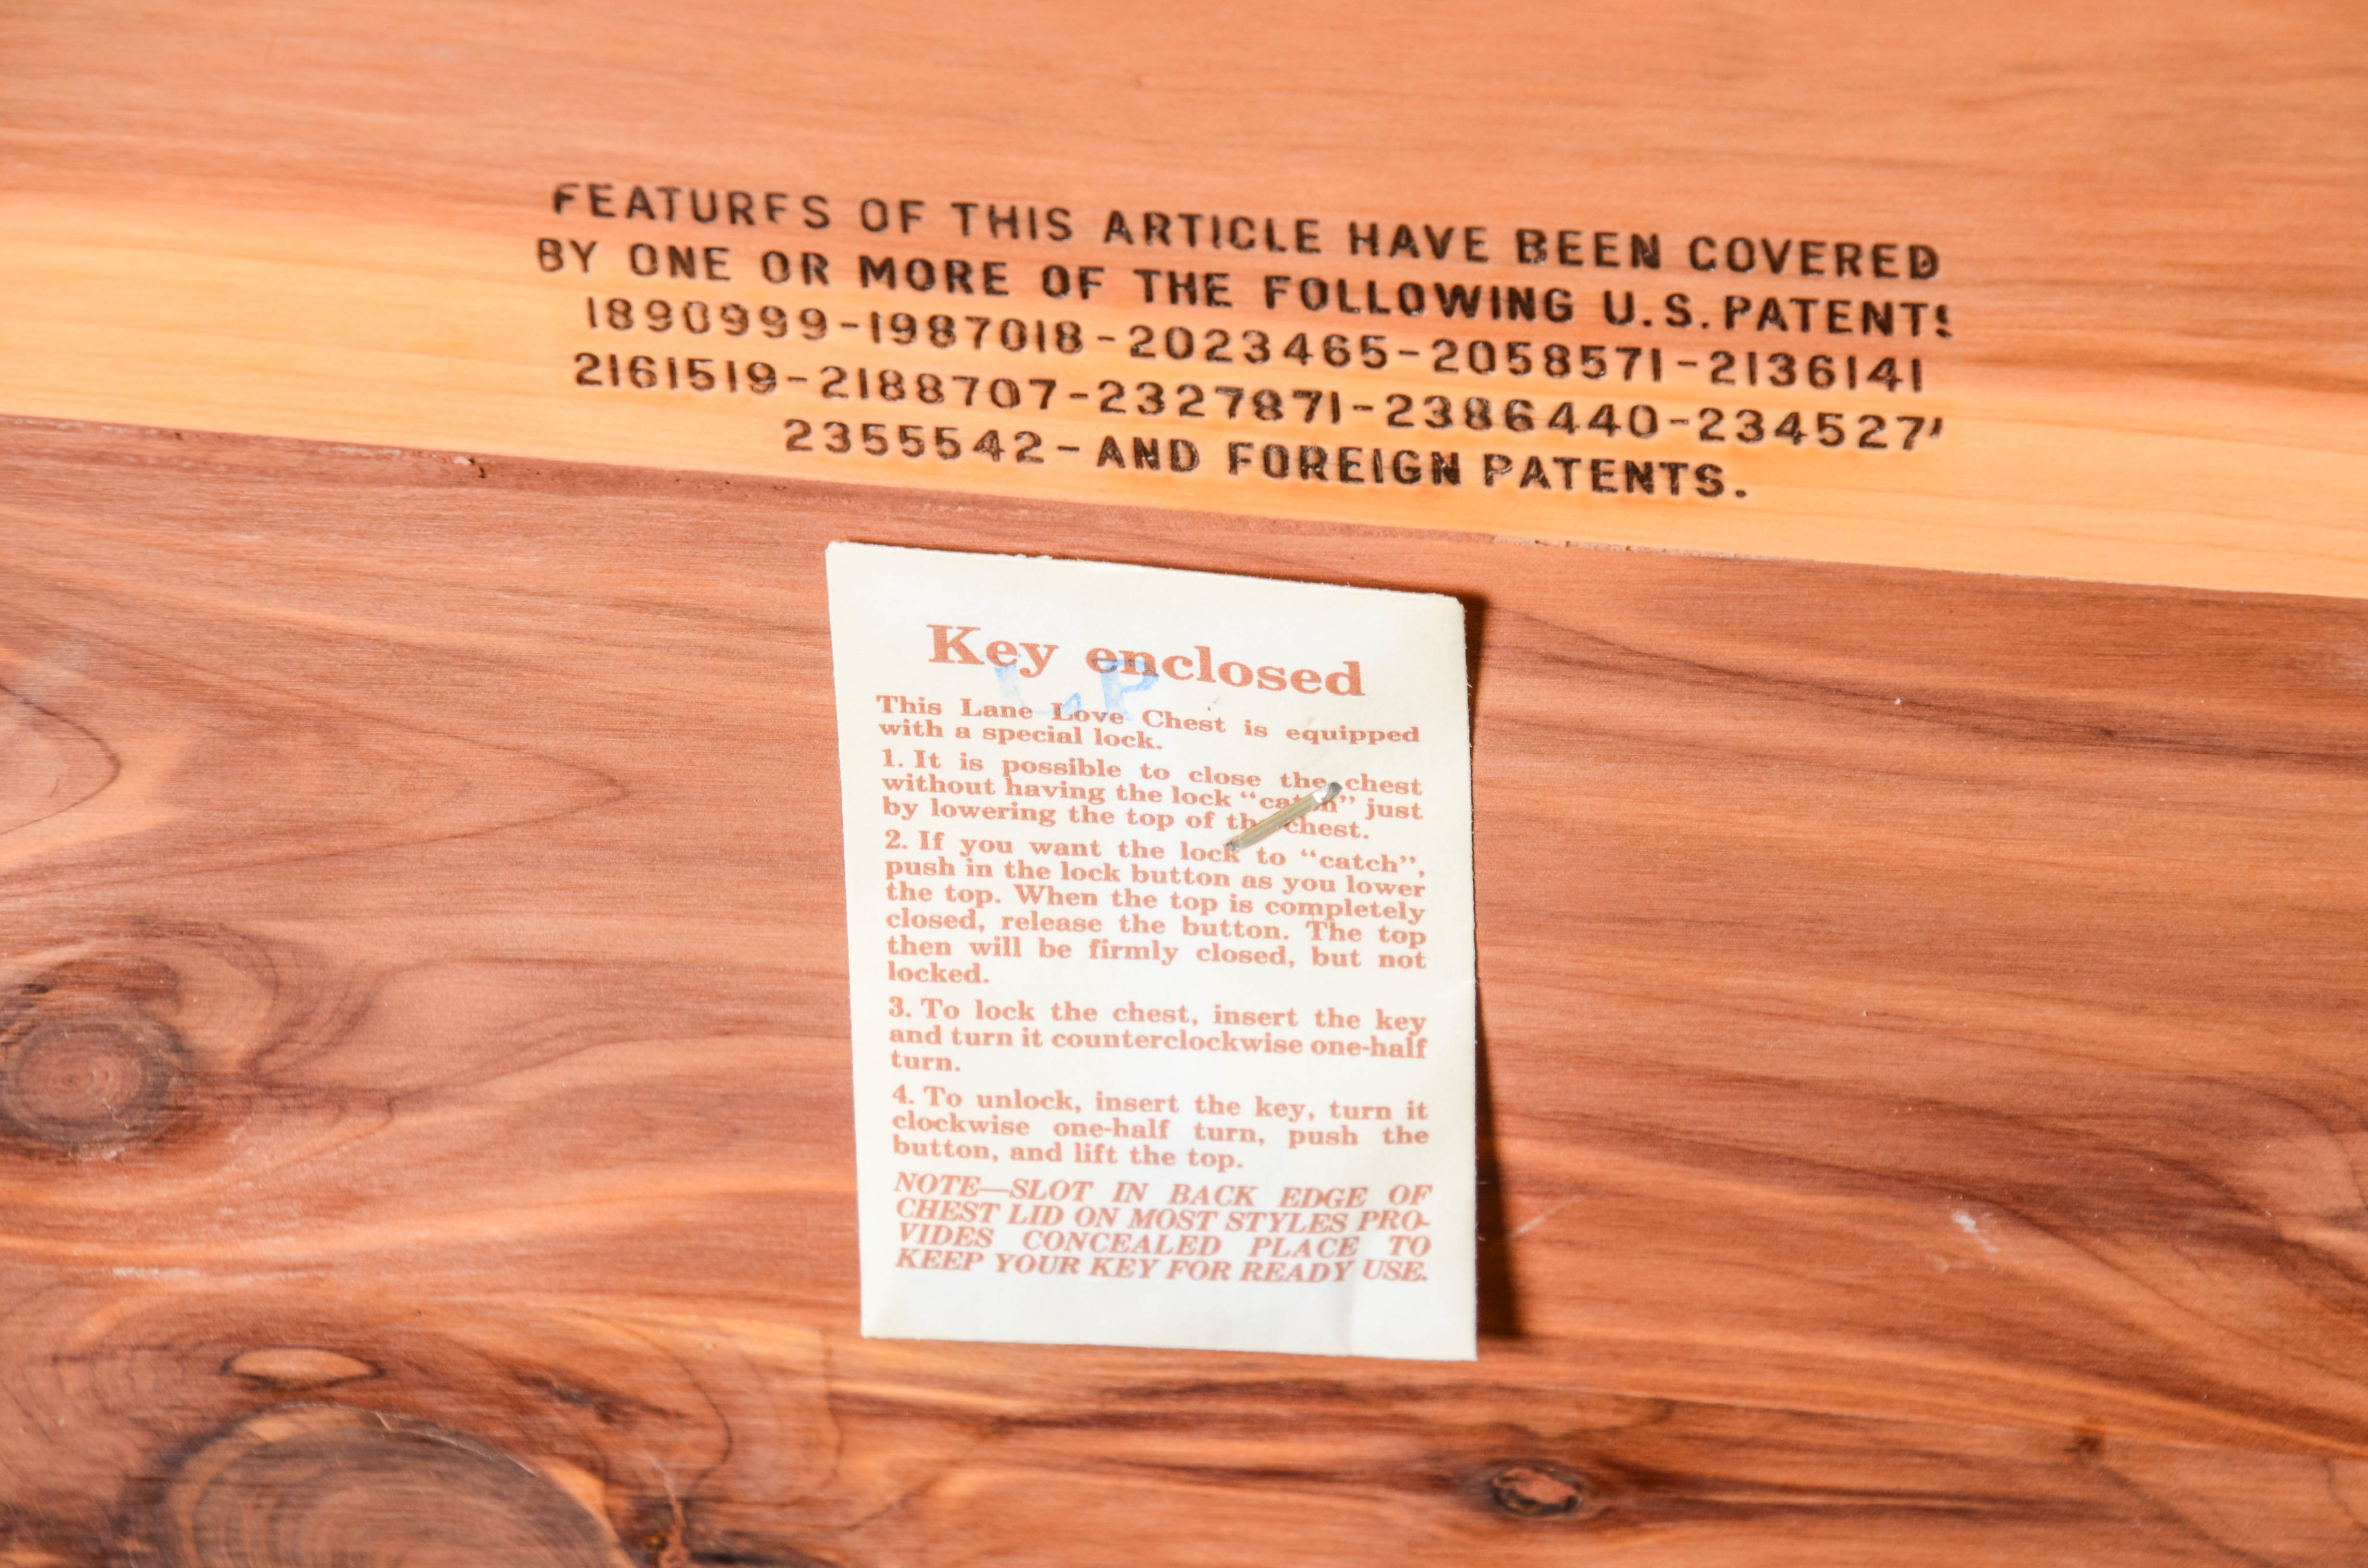 FEATURES OF THIS ARTICLE HAVE BEEN COVERED
BY ONE OR MORE OF THE FOLLOWING U.S. PATENTS
1890999-1987018-2023465-2058571-2136141
2161519-2188707-2327871-2386440-
2355542-AND FOREIGN PATENTS.
Key enclosed
LP
This Lane Love Chest is equipped
with a special lock.
1. It is possible to close the chest
without having the lock "catch" just
by lowering the top of the chest.
2. If you want the lock to "catch",
push in the lock button as you lower
the top. When the top is completely
closed, release the button. The top
then will be firmly closed, but not
locked.
3. To lock the chest, insert the key
and turn it counterclockwise one-half
turn.
4. To unlock, insert the key, turn it
clockwise one-half turn, push the
button, and lift the top.
NOTE—SLOT IN BACK EDGE OF
CHEST LID ON MOST STYLES PRO-
VIDES CONCEALED PLACE TO
KEEP YOUR KEY FOR READY USE.